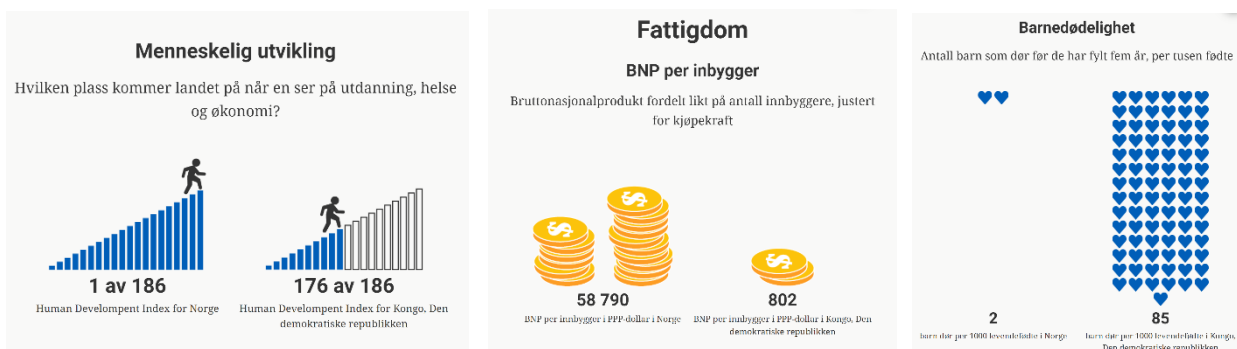 Menneskelig utvikling
Hvilken plass kommer landet på når en ser på utdanning, helse
og økonomi?
1 av 186
Human Develompent Index for Norge
176 av 186
Human Develompent Index for Kongo, Den
demokratiske republikken
Fattigdom
BNP per inbygger
Bruttonasjonalprodukt fordelt likt på antall innbyggere, justert
for kjøpekraft
$
$
$
58 790
BNP per innbygger i PPP-dollar i Norge
802
BNP per innbygger i PPP-dollar i Kongo, Den
demokratiske republikken
Barnedødelighet
Antall barn som dør før de har fylt fem år, per tusen fødte
2
barn dør per 1000 levendefødte i Norge
85
barn dør per 1000 levendefødte i Kongo,
Den demokratiske republikken